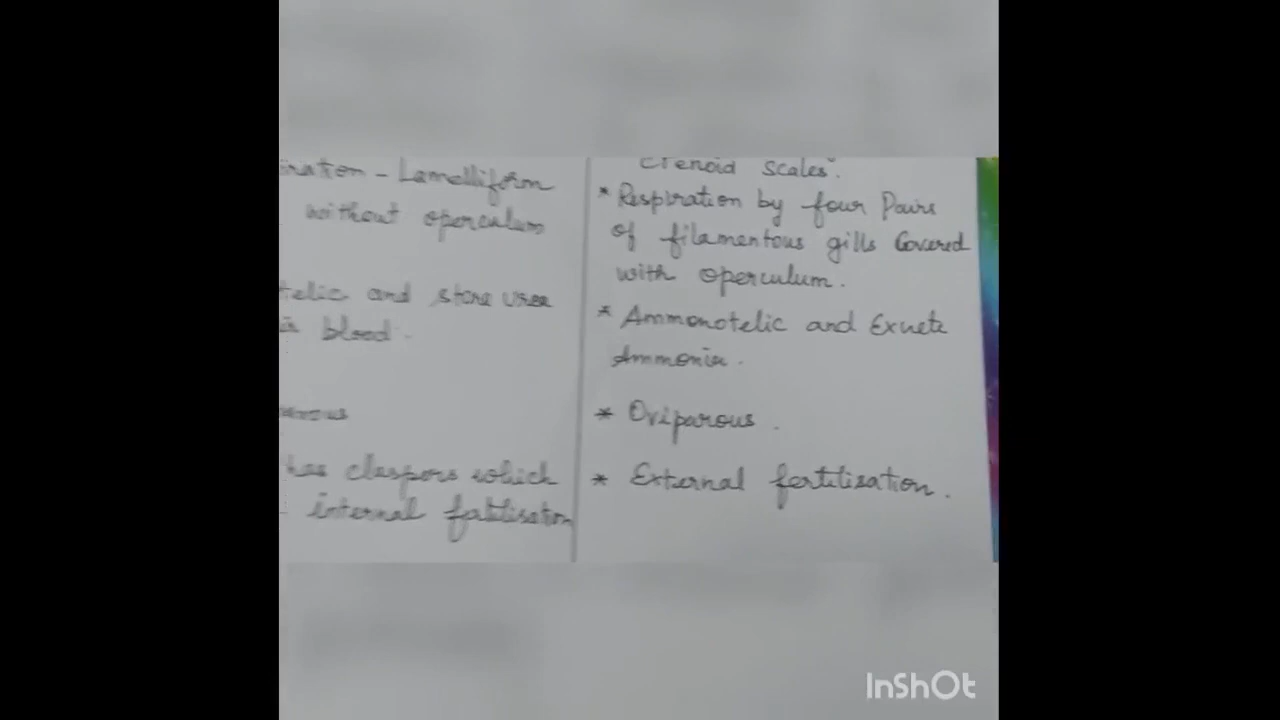 iration - Lamelliform
without operculum
telic and store urea
in blood.
has claspers which
internal fertilisation
Ctenoid Scales.
* Respiration by four Pairs
of filamentous gills Covered
with operculum.
* Ammonotelic and Excrete
Ammonia.
* Oviparous.
* External fertilisation.
InShOt